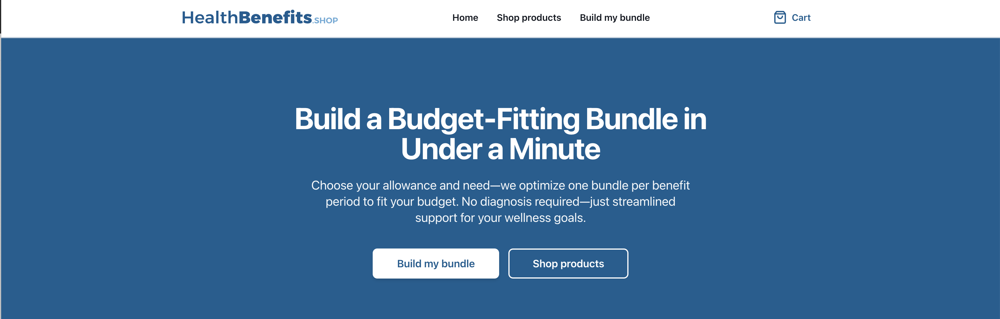 HealthBenefits.SHOP
Home
Shop products
Build my bundle
Cart
Build a Budget-Fitting Bundle in
Under a Minute
Choose your allowance and need—we optimize one bundle per benefit
period to fit your budget. No diagnosis required—just streamlined
support for your wellness goals.
Build my bundle
Shop products